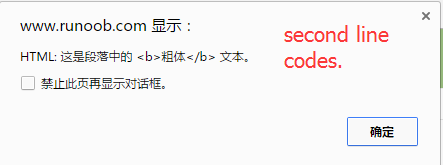 www.runoob.com 显示：
HTML: 这是段落中的 <b>粗体</b> 文本。
禁止此页再显示对话框。
确定
second line
codes.